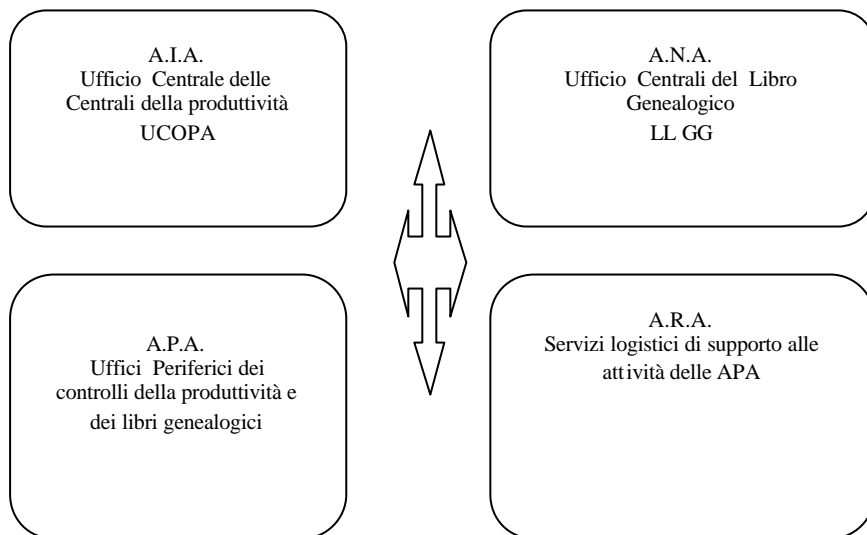 A.I.A.
Ufficio Centrale delle
Centrali della produttività
UCOPA
A.N.A.
Ufficio Centrali del Libro
Genealogico
LL GG
A.P.A.
Uffici Periferici dei
controlli della produttività e
dei libri genealogici
A.R.A.
Servizi logistici di supporto alle
attività delle APA